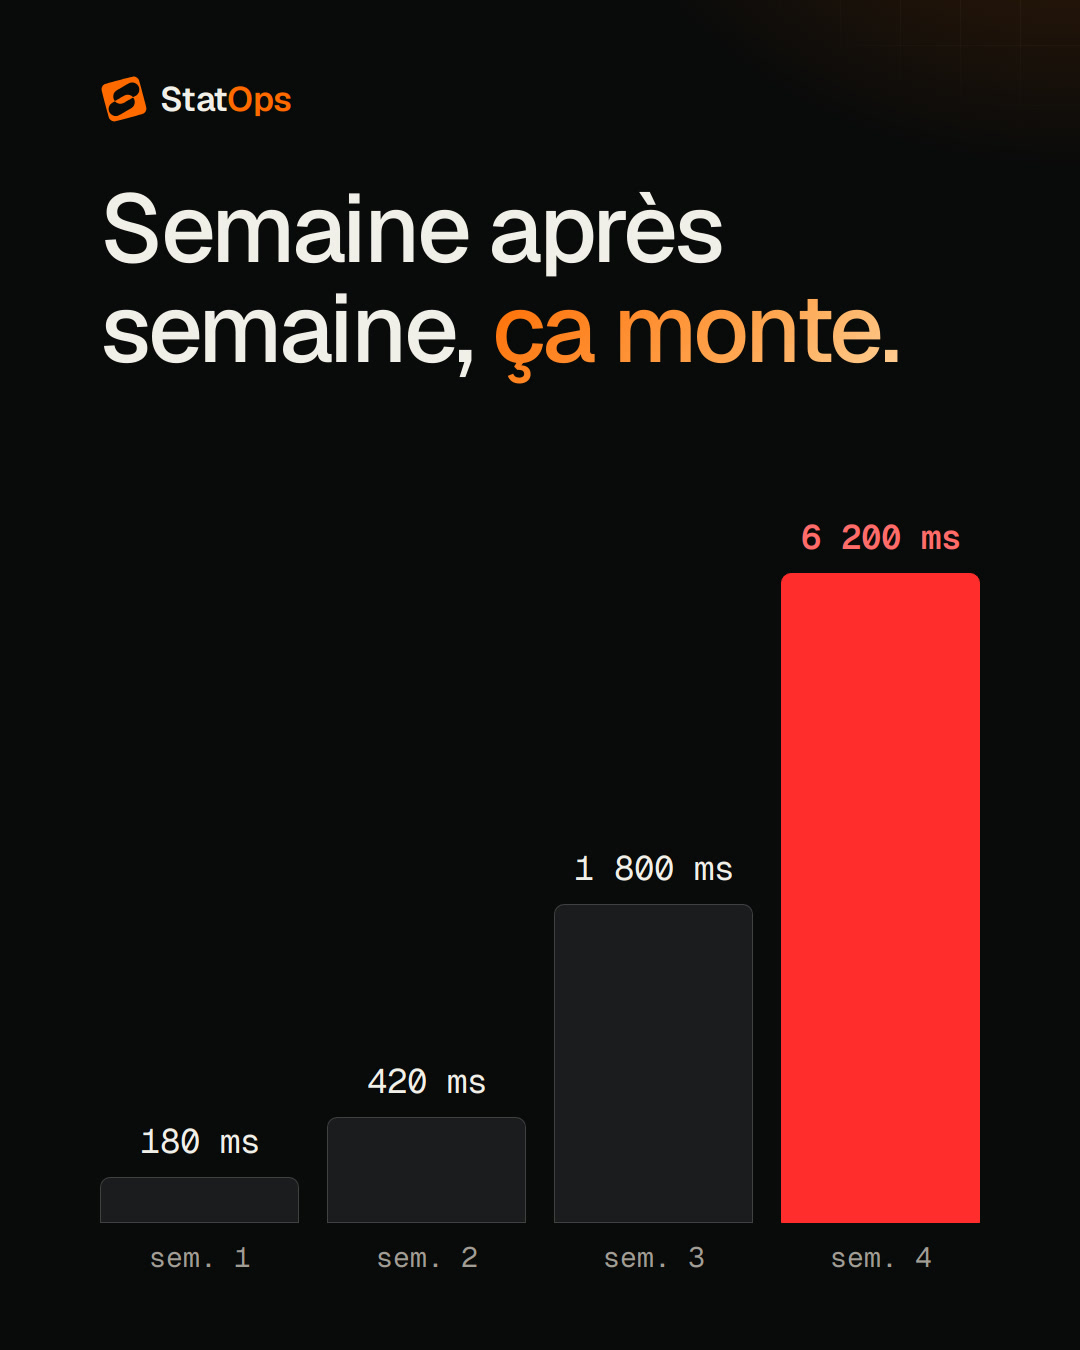 StatOps
Semaine après
semaine, ça monte.
6 200 ms
1 800 ms
420 ms
180 ms
sem. 1 sem. 2 sem. 3 sem. 4